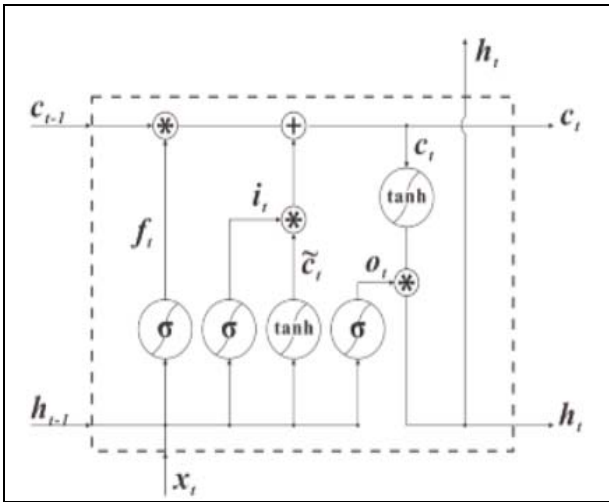 h_t
c_{t-1} * + c_t
c_t
tanh
i_t
*
f_t
c̃_t o_t
*
σ σ tanh σ
h_{t-1} h_t
x_t